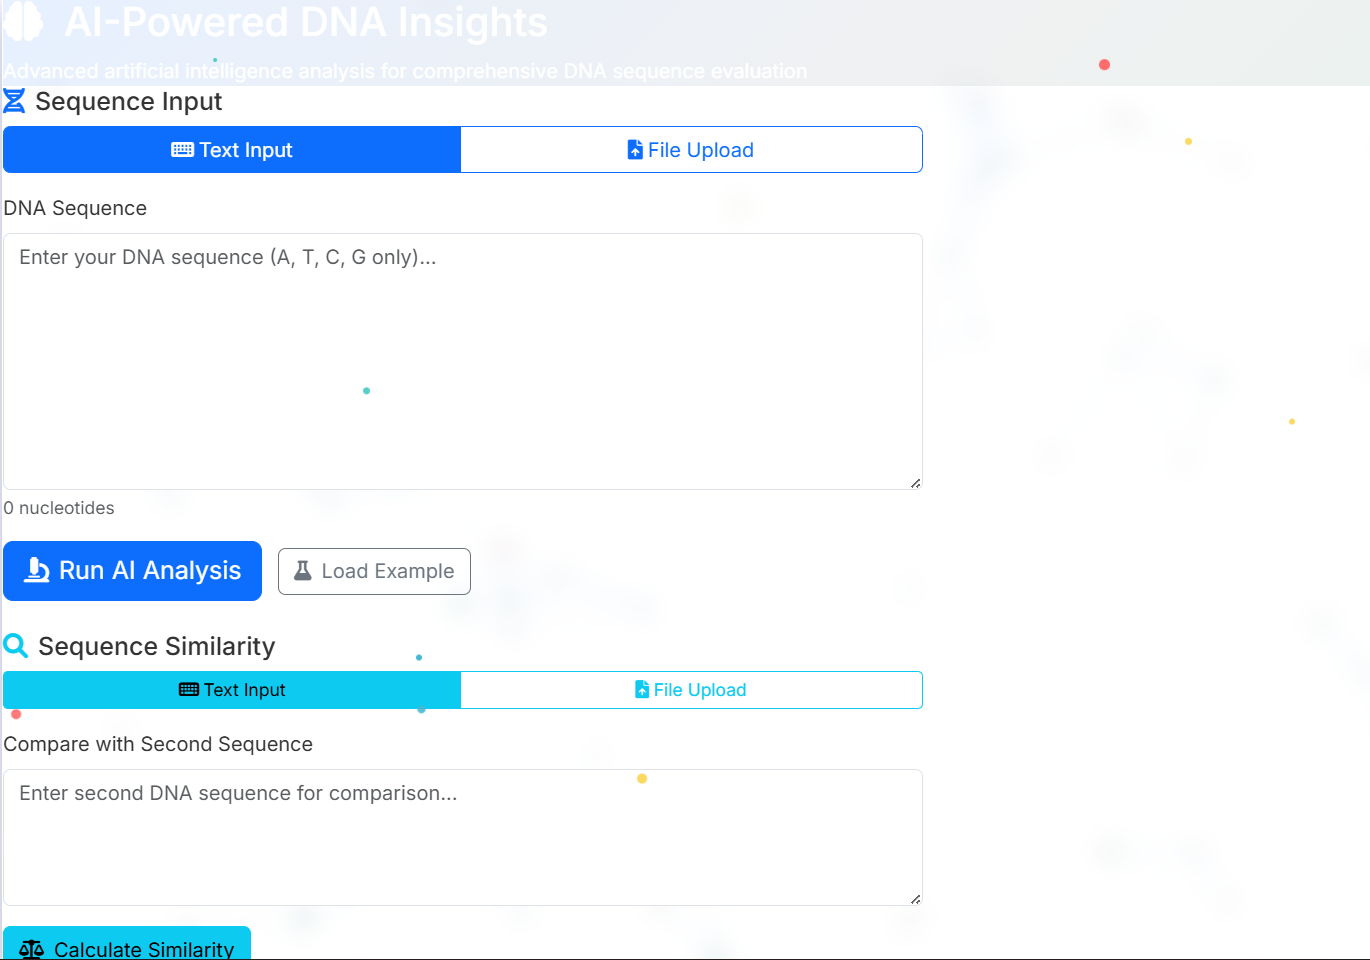 AI-Powered DNA Insights
Advanced artificial intelligence analysis for comprehensive DNA sequence evaluation
Sequence Input
Text Input
File Upload
DNA Sequence
Enter your DNA sequence (A, T, C, G only)...
0 nucleotides
Run AI Analysis
Load Example
Sequence Similarity
Text Input
File Upload
Compare with Second Sequence
Enter second DNA sequence for comparison...
Calculate Similarity